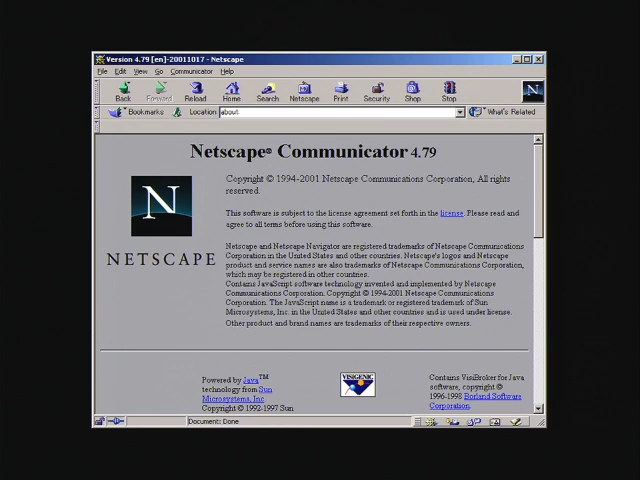 Version 4.79 [en]-20011017 - Netscape
File Edit View Go Communicator Help
Back Forward Reload Home Search Netscape Print Security Shop Stop
N
Bookmarks Location about: What's Related
Netscape® Communicator 4.79
N
NETSCAPE
Copyright © 1994-2001 Netscape Communications Corporation, All rights
reserved.
This software is subject to the license agreement set forth in the license. Please read and
agree to all terms before using this software.
Netscape and Netscape Navigator are registered trademarks of Netscape Communications
Corporation in the United States and other countries. Netscape's logos and Netscape
product and service names are also trademarks of Netscape Communications Corporation,
which may be registered in other countries.
Contains JavaScript software technology invented and implemented by Netscape
Communications Corporation. Copyright © 1994-2001 Netscape Communications
Corporation. The JavaScript name is a trademark or registered trademark of Sun
Microsystems, Inc. in the United States and other countries and is used under license.
Other product and brand names are trademarks of their respective owners.
Powered by Java™
technology from Sun
Microsystems, Inc.
Copyright © 1992-1997 Sun
VISIGENIC
Contains VisiBroker for Java
software, copyright ©
1996-1998 Borland Software
Corporation.
Document: Done